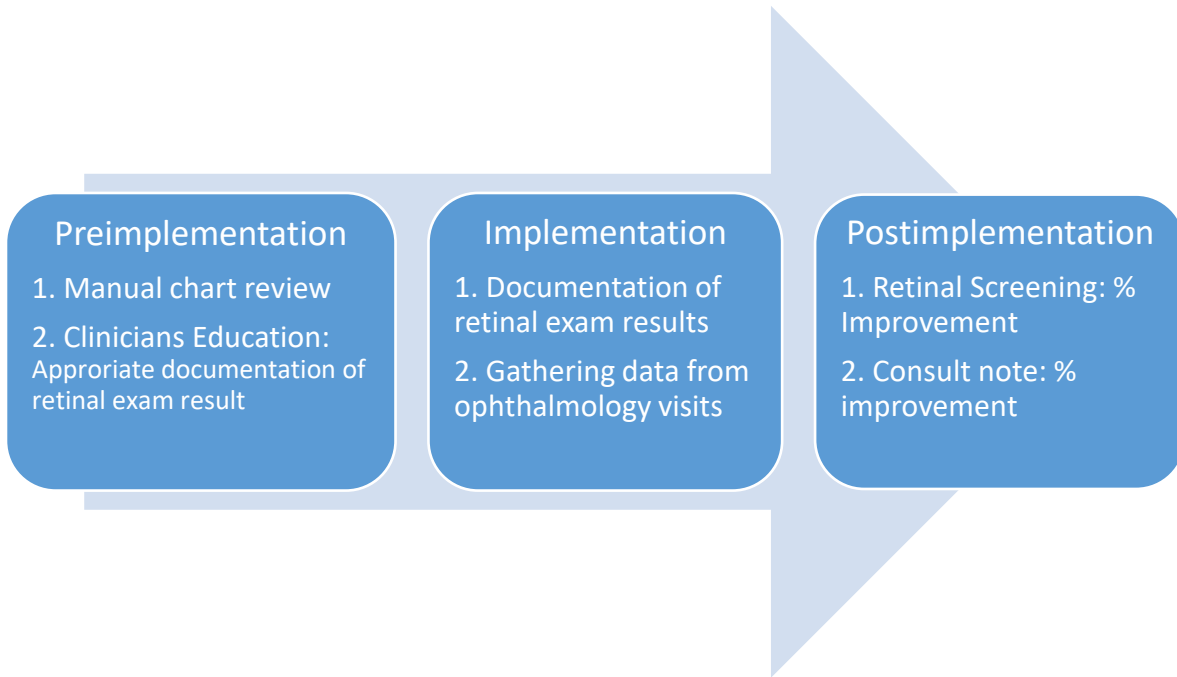 Preimplementation
1. Manual chart review
2. Clinicians Education:
Approriate documentation of
retinal exam result
Implementation
1. Documentation of
retinal exam results
2. Gathering data from
ophthalmology visits
Postimplementation
1. Retinal Screening: %
Improvement
2. Consult note: %
improvement